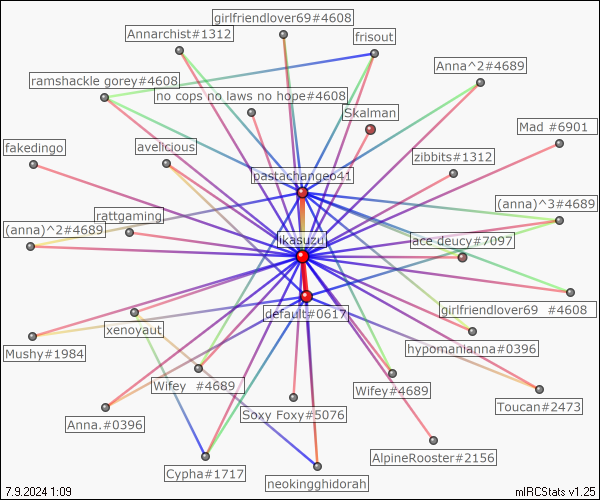 girlfriendlover69#4608
Annarchist#1312
frisout
Anna^2#4689
ramshackle gorey#4608
no cops no laws no hope#4608
Skalman
Mad #6901
fakedingo
avelicious
zibbits#1312
pastachangeo41
(anna)^3#4689
rattgaming
(anna)^2#4689
ikasuzu
ace deucy#7097
default#0617
girlfriendlover69 #4608
xenoyaut
hypomanianna#0396
Mushy#1984
Wifey #4689
Wifey#4689
Toucan#2473
Soxy Foxy#5076
Anna.#0396
AlpineRooster#2156
Cypha#1717
neokingghidorah
7.9.2024 1:09
mIRCStats v1.25